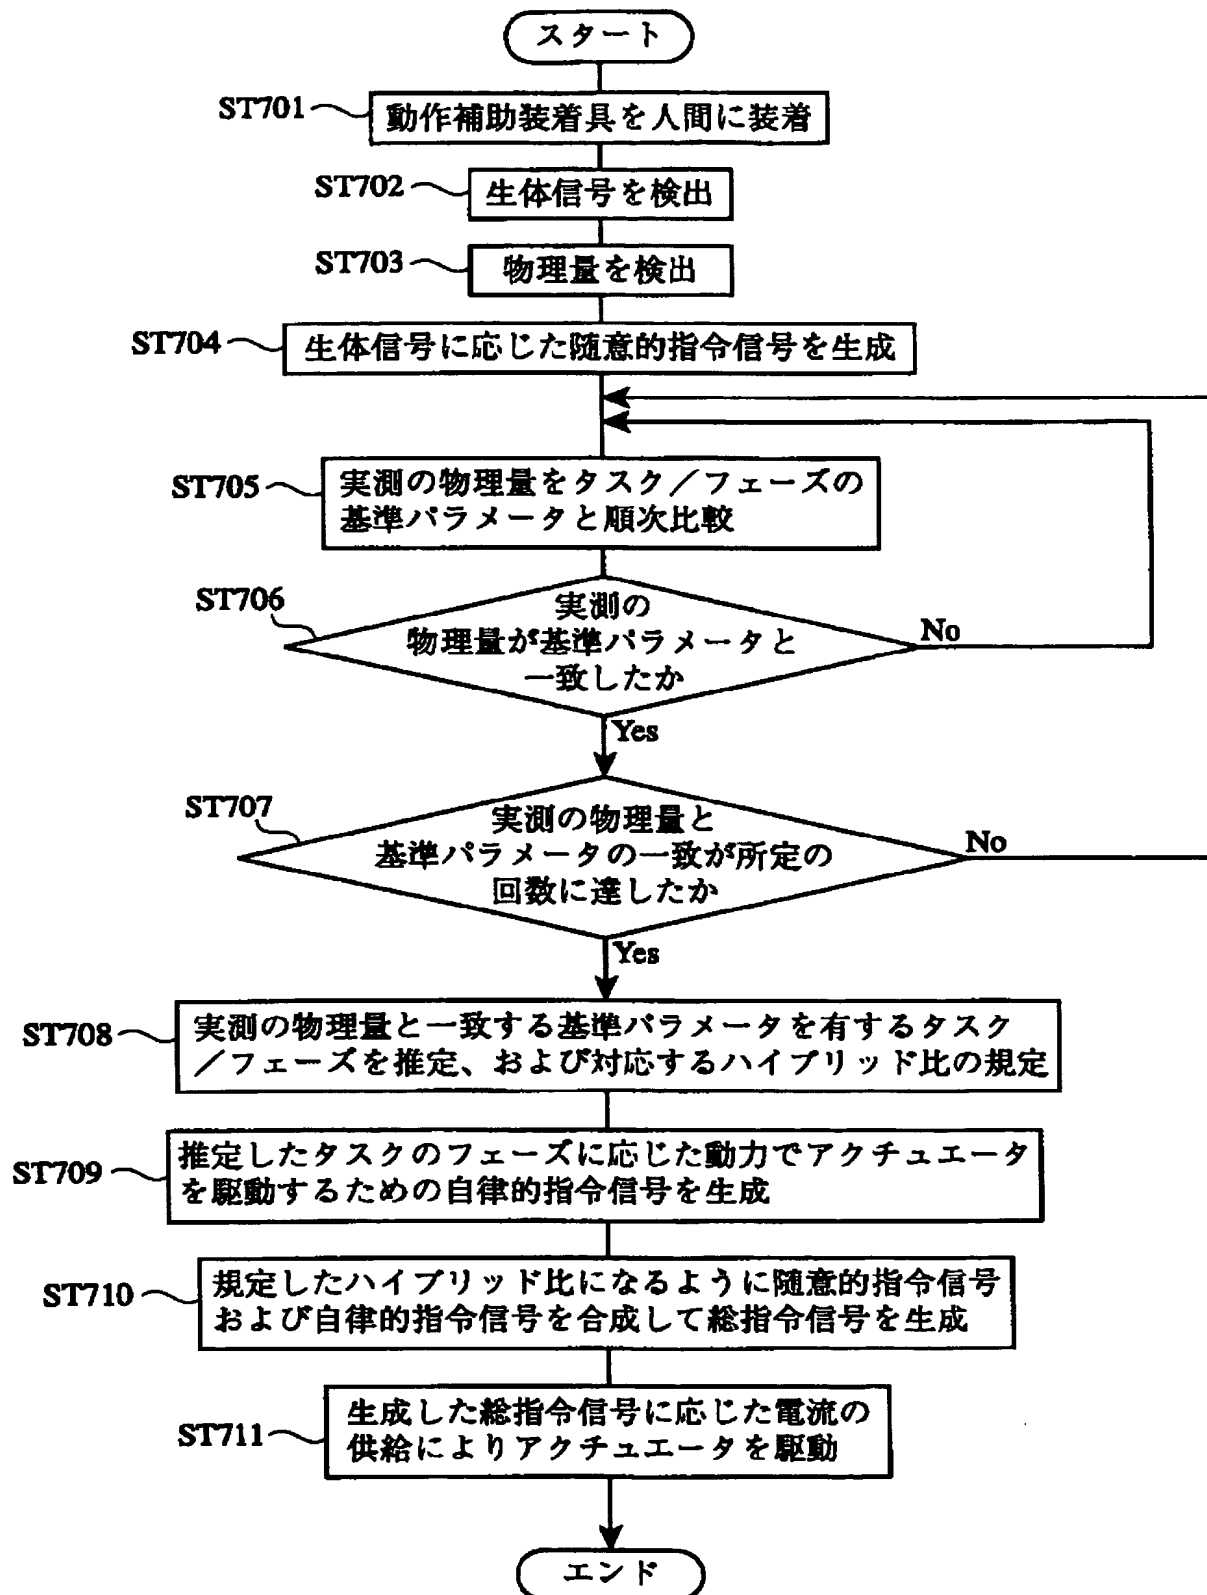 スタート
ST701
動作補助装着具を人間に装着
ST702
生体信号を検出
ST703
物理量を検出
ST704
生体信号に応じた随意的指令信号を生成
ST705
実測の物理量をタスク／フェーズの
基準パラメータと順次比較
ST706
実測の
物理量が基準パラメータと
一致したか
No
Yes
ST707
実測の物理量と
基準パラメータの一致が所定の
回数に達したか
No
Yes
ST708
実測の物理量と一致する基準パラメータを有するタスク
／フェーズを推定、および対応するハイブリッド比の規定
ST709
推定したタスクのフェーズに応じた動力でアクチュエータ
を駆動するための自律的指令信号を生成
ST710
規定したハイブリッド比になるように随意的指令信号
および自律的指令信号を合成して総指令信号を生成
ST711
生成した総指令信号に応じた電流の
供給によりアクチュエータを駆動
エンド